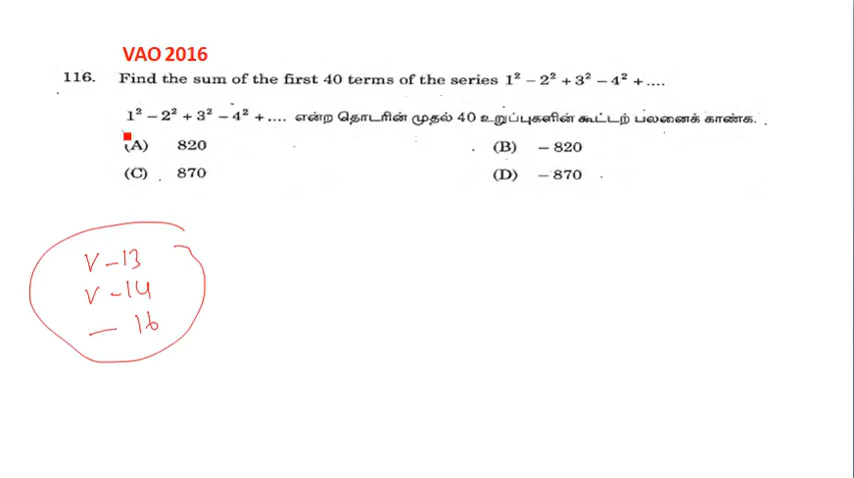 VAO 2016
116. Find the sum of the first 40 terms of the series 1² – 2² + 3² – 4² + ....
1² – 2² + 3² – 4² + .... என்ற தொடரின் முதல் 40 உறுப்புகளின் கூட்டற் பலனைக் காண்க.
(A) 820 (B) – 820
(C) 870 (D) – 870
V – 13
V – 14
— 16